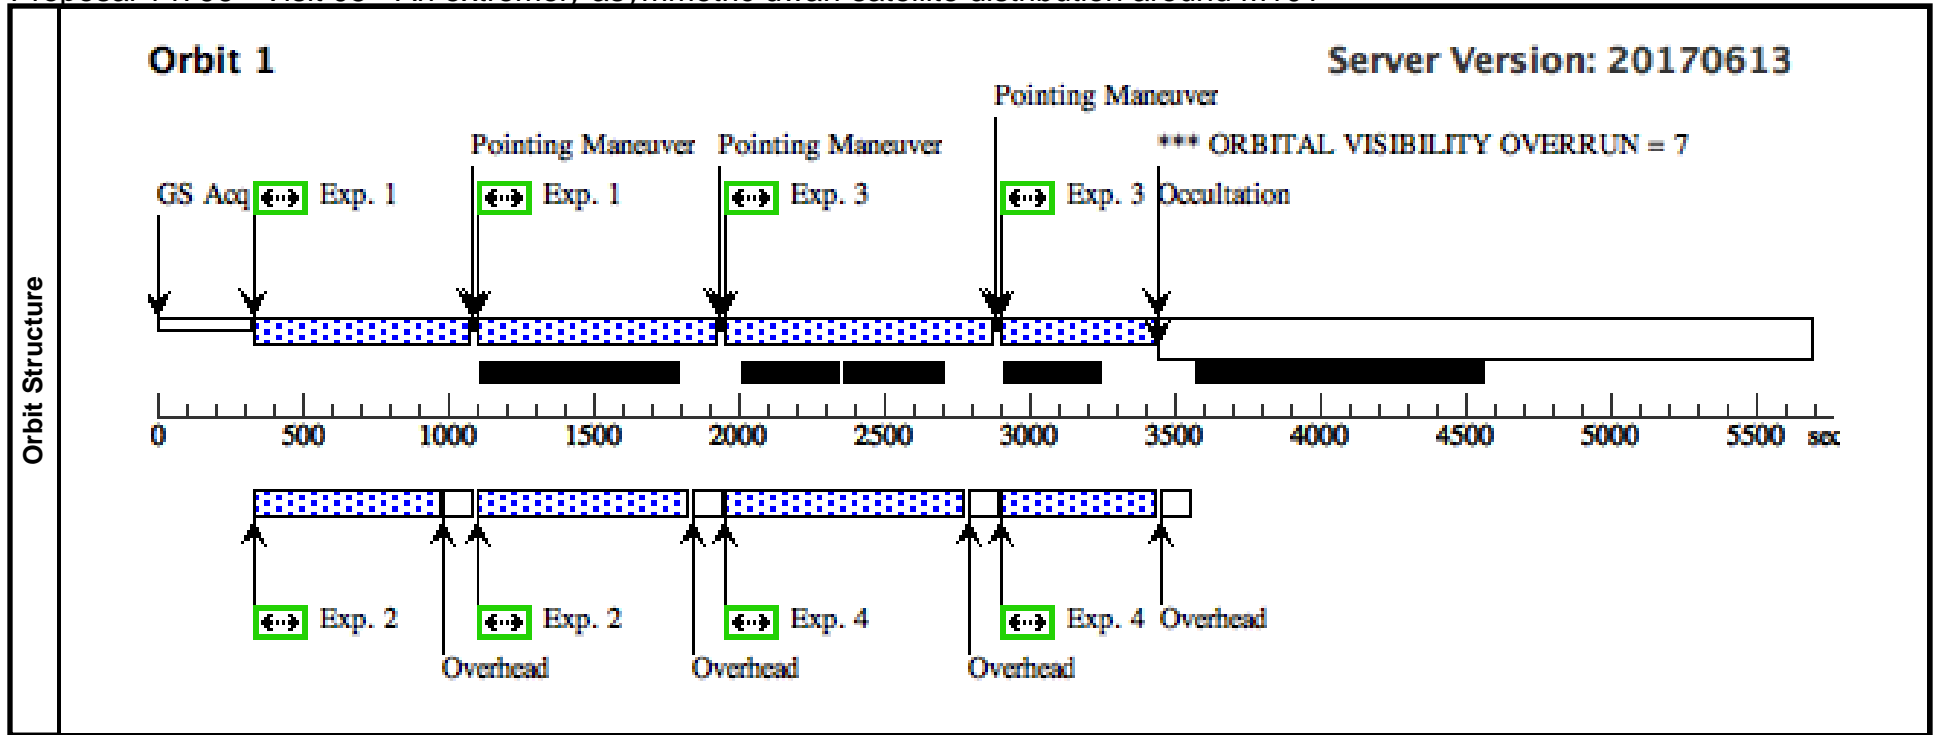 Orbit 1
Server Version: 20170613
Pointing Maneuver
Pointing Maneuver Pointing Maneuver *** ORBITAL VISIBILITY OVERRUN = 7
GS Acq Exp. 1 Exp. 1 Exp. 3 Exp. 3 Occultation
Orbit Structure
0 500 1000 1500 2000 2500 3000 3500 4000 4500 5000 5500 sec
Exp. 2 Exp. 2 Exp. 4 Exp. 4 Overhead
Overhead Overhead Overhead